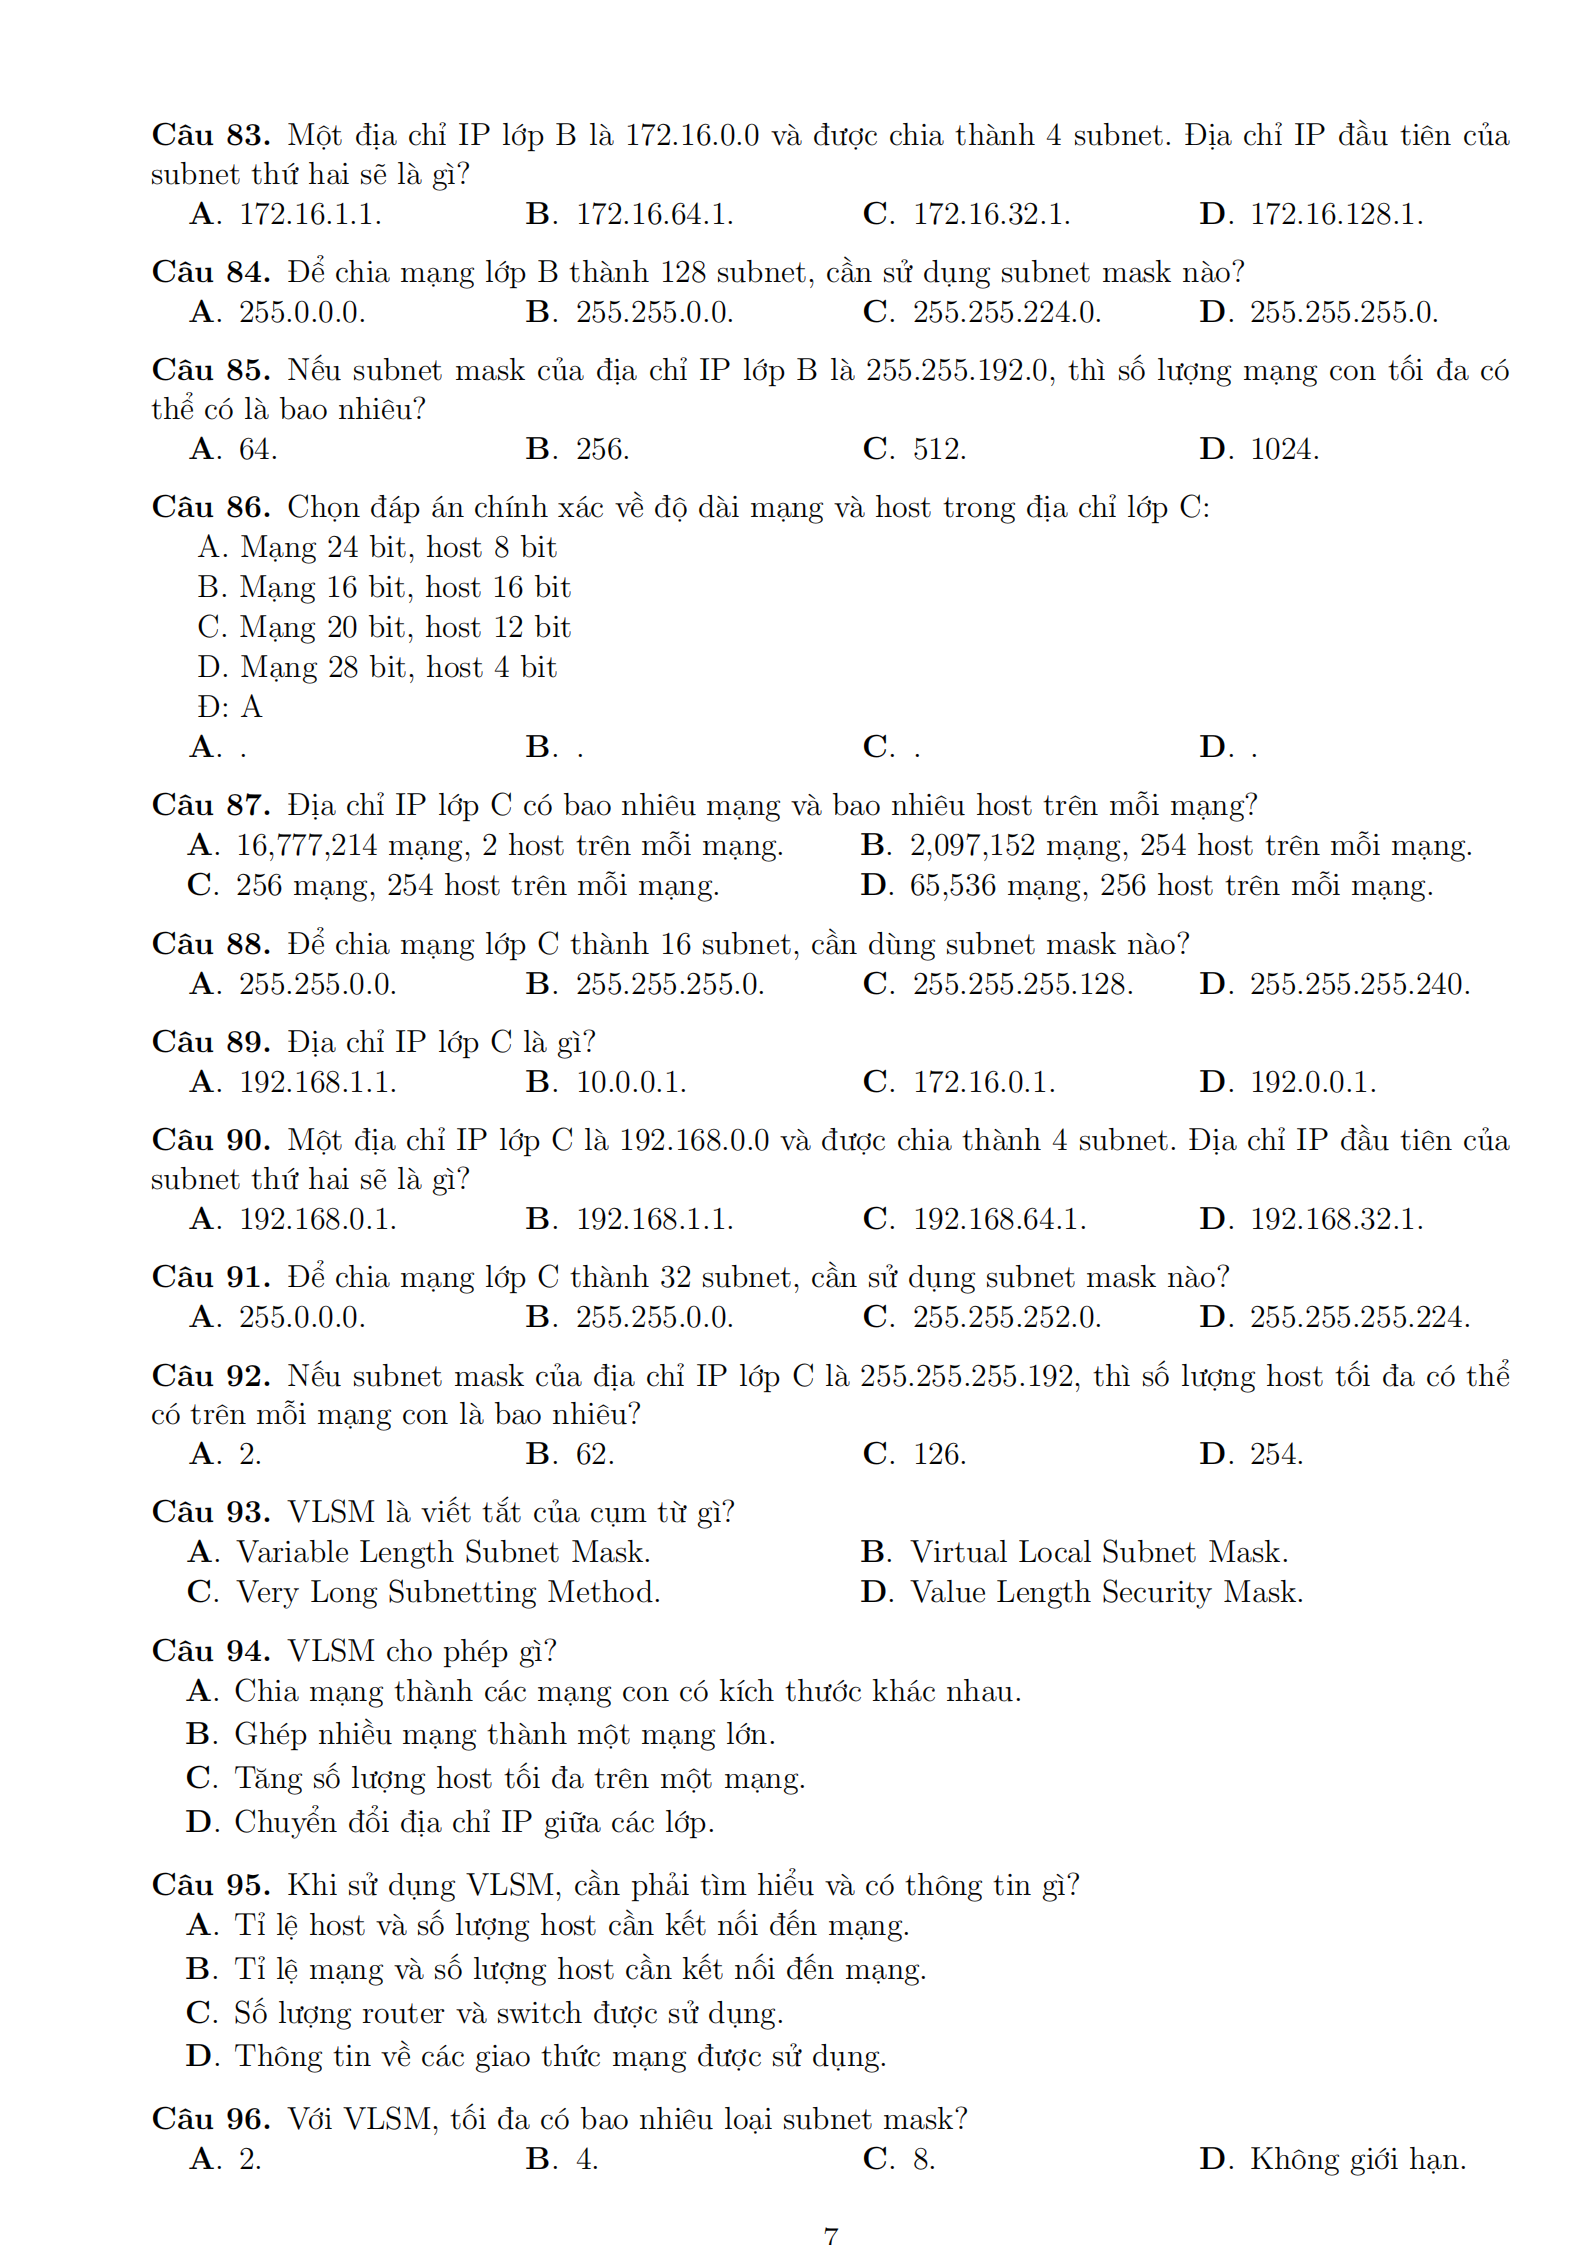 Câu 83. Một địa chỉ IP lớp B là 172.16.0.0 và được chia thành 4 subnet. Địa chỉ IP đầu tiên của
subnet thứ hai sẽ là gì?
A. 172.16.1.1. B. 172.16.64.1. C. 172.16.32.1. D. 172.16.128.1.
Câu 84. Để chia mạng lớp B thành 128 subnet, cần sử dụng subnet mask nào?
A. 255.0.0.0. B. 255.255.0.0. C. 255.255.224.0. D. 255.255.255.0.
Câu 85. Nếu subnet mask của địa chỉ IP lớp B là 255.255.192.0, thì số lượng mạng con tối đa có
thể có là bao nhiêu?
A. 64. B. 256. C. 512. D. 1024.
Câu 86. Chọn đáp án chính xác về độ dài mạng và host trong địa chỉ lớp C:
A. Mạng 24 bit, host 8 bit
B. Mạng 16 bit, host 16 bit
C. Mạng 20 bit, host 12 bit
D. Mạng 28 bit, host 4 bit
Đ: A
A. . B. . C. . D. .
Câu 87. Địa chỉ IP lớp C có bao nhiêu mạng và bao nhiêu host trên mỗi mạng?
A. 16,777,214 mạng, 2 host trên mỗi mạng. B. 2,097,152 mạng, 254 host trên mỗi mạng.
C. 256 mạng, 254 host trên mỗi mạng. D. 65,536 mạng, 256 host trên mỗi mạng.
Câu 88. Để chia mạng lớp C thành 16 subnet, cần dùng subnet mask nào?
A. 255.255.0.0. B. 255.255.255.0. C. 255.255.255.128. D. 255.255.255.240.
Câu 89. Địa chỉ IP lớp C là gì?
A. 192.168.1.1. B. 10.0.0.1. C. 172.16.0.1. D. 192.0.0.1.
Câu 90. Một địa chỉ IP lớp C là 192.168.0.0 và được chia thành 4 subnet. Địa chỉ IP đầu tiên của
subnet thứ hai sẽ là gì?
A. 192.168.0.1. B. 192.168.1.1. C. 192.168.64.1. D. 192.168.32.1.
Câu 91. Để chia mạng lớp C thành 32 subnet, cần sử dụng subnet mask nào?
A. 255.0.0.0. B. 255.255.0.0. C. 255.255.252.0. D. 255.255.255.224.
Câu 92. Nếu subnet mask của địa chỉ IP lớp C là 255.255.255.192, thì số lượng host tối đa có thể
có trên mỗi mạng con là bao nhiêu?
A. 2. B. 62. C. 126. D. 254.
Câu 93. VLSM là viết tắt của cụm từ gì?
A. Variable Length Subnet Mask. B. Virtual Local Subnet Mask.
C. Very Long Subnetting Method. D. Value Length Security Mask.
Câu 94. VLSM cho phép gì?
A. Chia mạng thành các mạng con có kích thước khác nhau.
B. Ghép nhiều mạng thành một mạng lớn.
C. Tăng số lượng host tối đa trên một mạng.
D. Chuyển đổi địa chỉ IP giữa các lớp.
Câu 95. Khi sử dụng VLSM, cần phải tìm hiểu và có thông tin gì?
A. Tỉ lệ host và số lượng host cần kết nối đến mạng.
B. Tỉ lệ mạng và số lượng host cần kết nối đến mạng.
C. Số lượng router và switch được sử dụng.
D. Thông tin về các giao thức mạng được sử dụng.
Câu 96. Với VLSM, tối đa có bao nhiêu loại subnet mask?
A. 2. B. 4. C. 8. D. Không giới hạn.
7